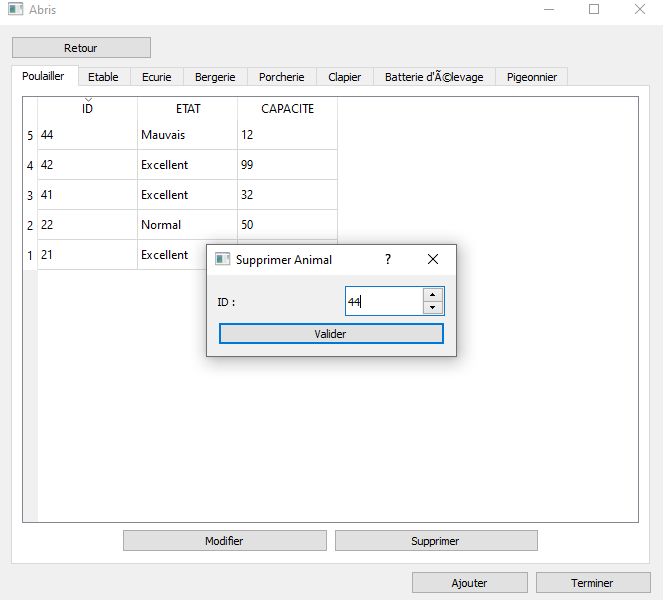 Abris
Retour
Poulailler Etable Ecurie Bergerie Porcherie Clapier Batterie d'Ã©levage Pigeonnier
ID ETAT CAPACITE
5 44 Mauvais 12
4 42 Excellent 99
3 41 Excellent 32
2 22 Normal 50
1 21 Excellent
Supprimer Animal ?
ID : 44
Valider
Modifier Supprimer
Ajouter Terminer